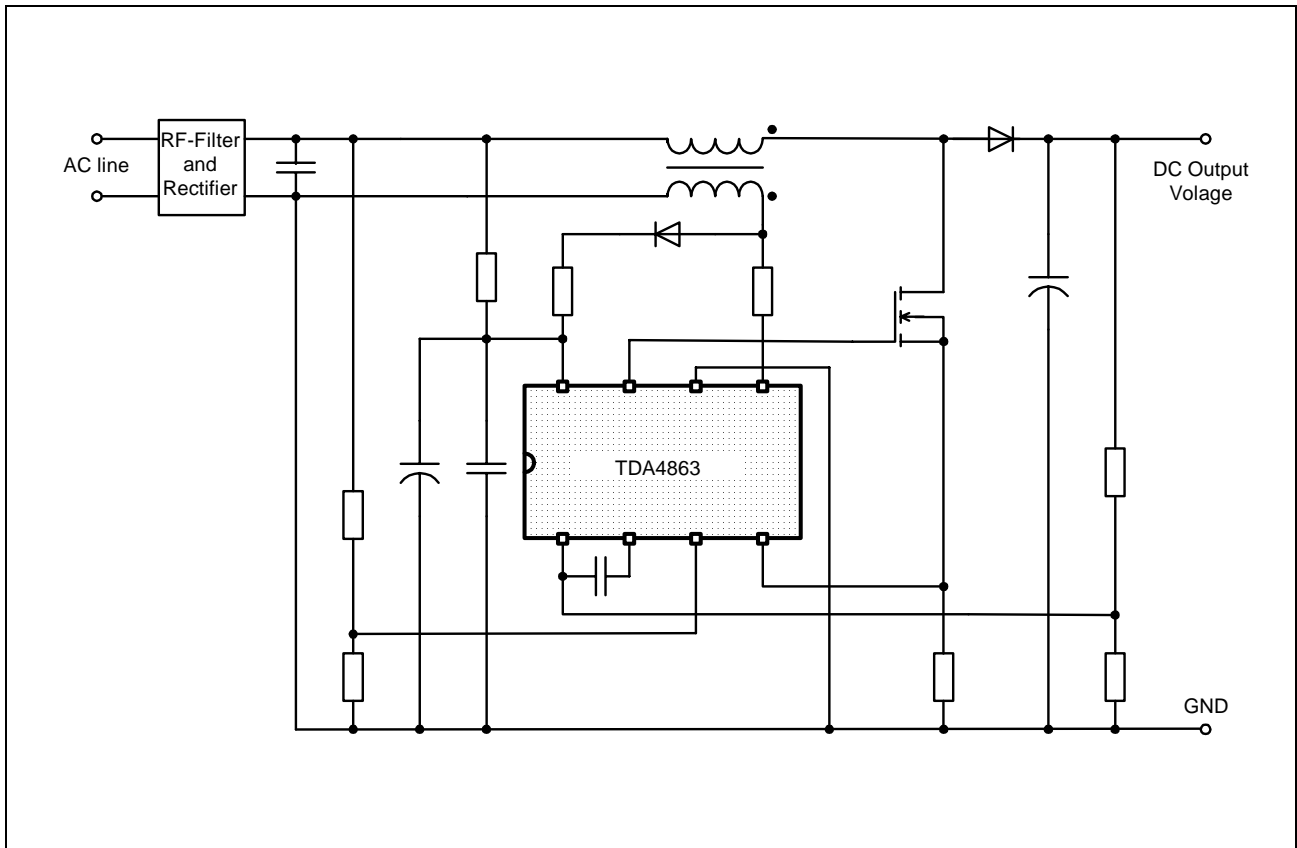 AC line
RF-Filter
and
Rectifier
DC Output
Volage
TDA4863
GND